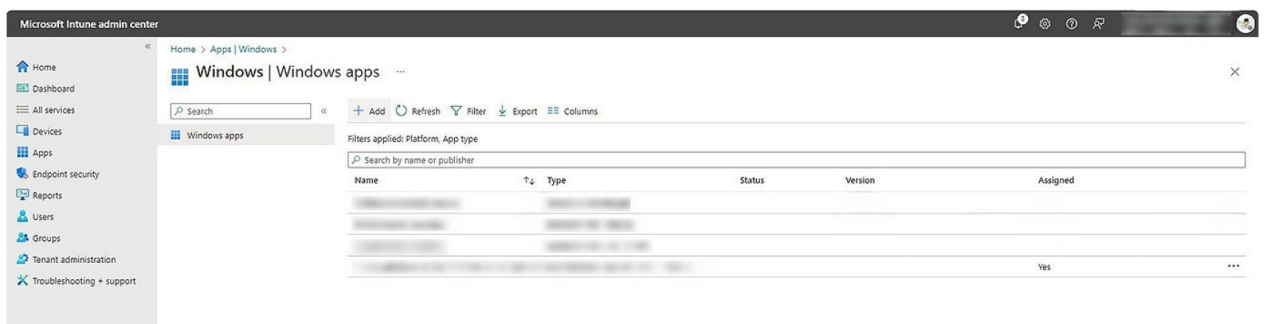 Microsoft Intune admin center
Home > Apps | Windows >
Windows | Windows apps ...
Home
Dashboard
All services
Devices
Apps
Endpoint security
Reports
Users
Groups
Tenant administration
Troubleshooting + support
Search
Windows apps
Add Refresh Filter Export Columns
Filters applied: Platform, App type
Search by name or publisher
Name Type Status Version Assigned
Yes